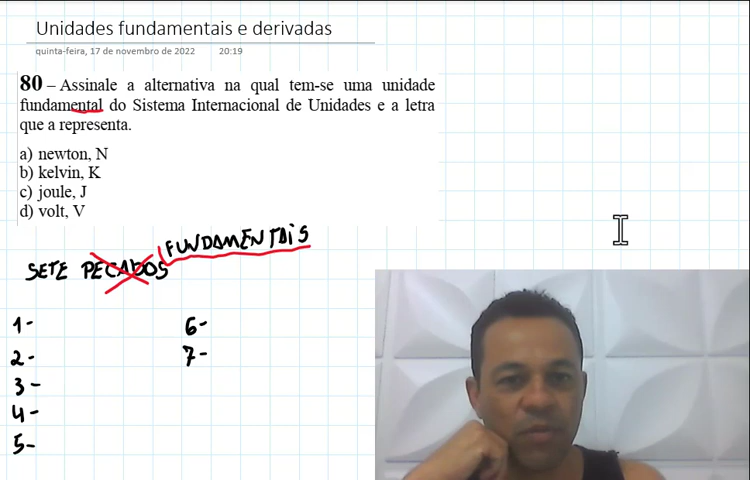 Unidades fundamentais e derivadas
quinta-feira, 17 de novembro de 2022 20:19
80 – Assinale a alternativa na qual tem-se uma unidade
fundamental do Sistema Internacional de Unidades e a letra
que a representa.
a) newton, N
b) kelvin, K
c) joule, J
d) volt, V
FUNDAMENTAIS
SETE PECADOS
1-
2-
3-
4-
5-
6-
7-